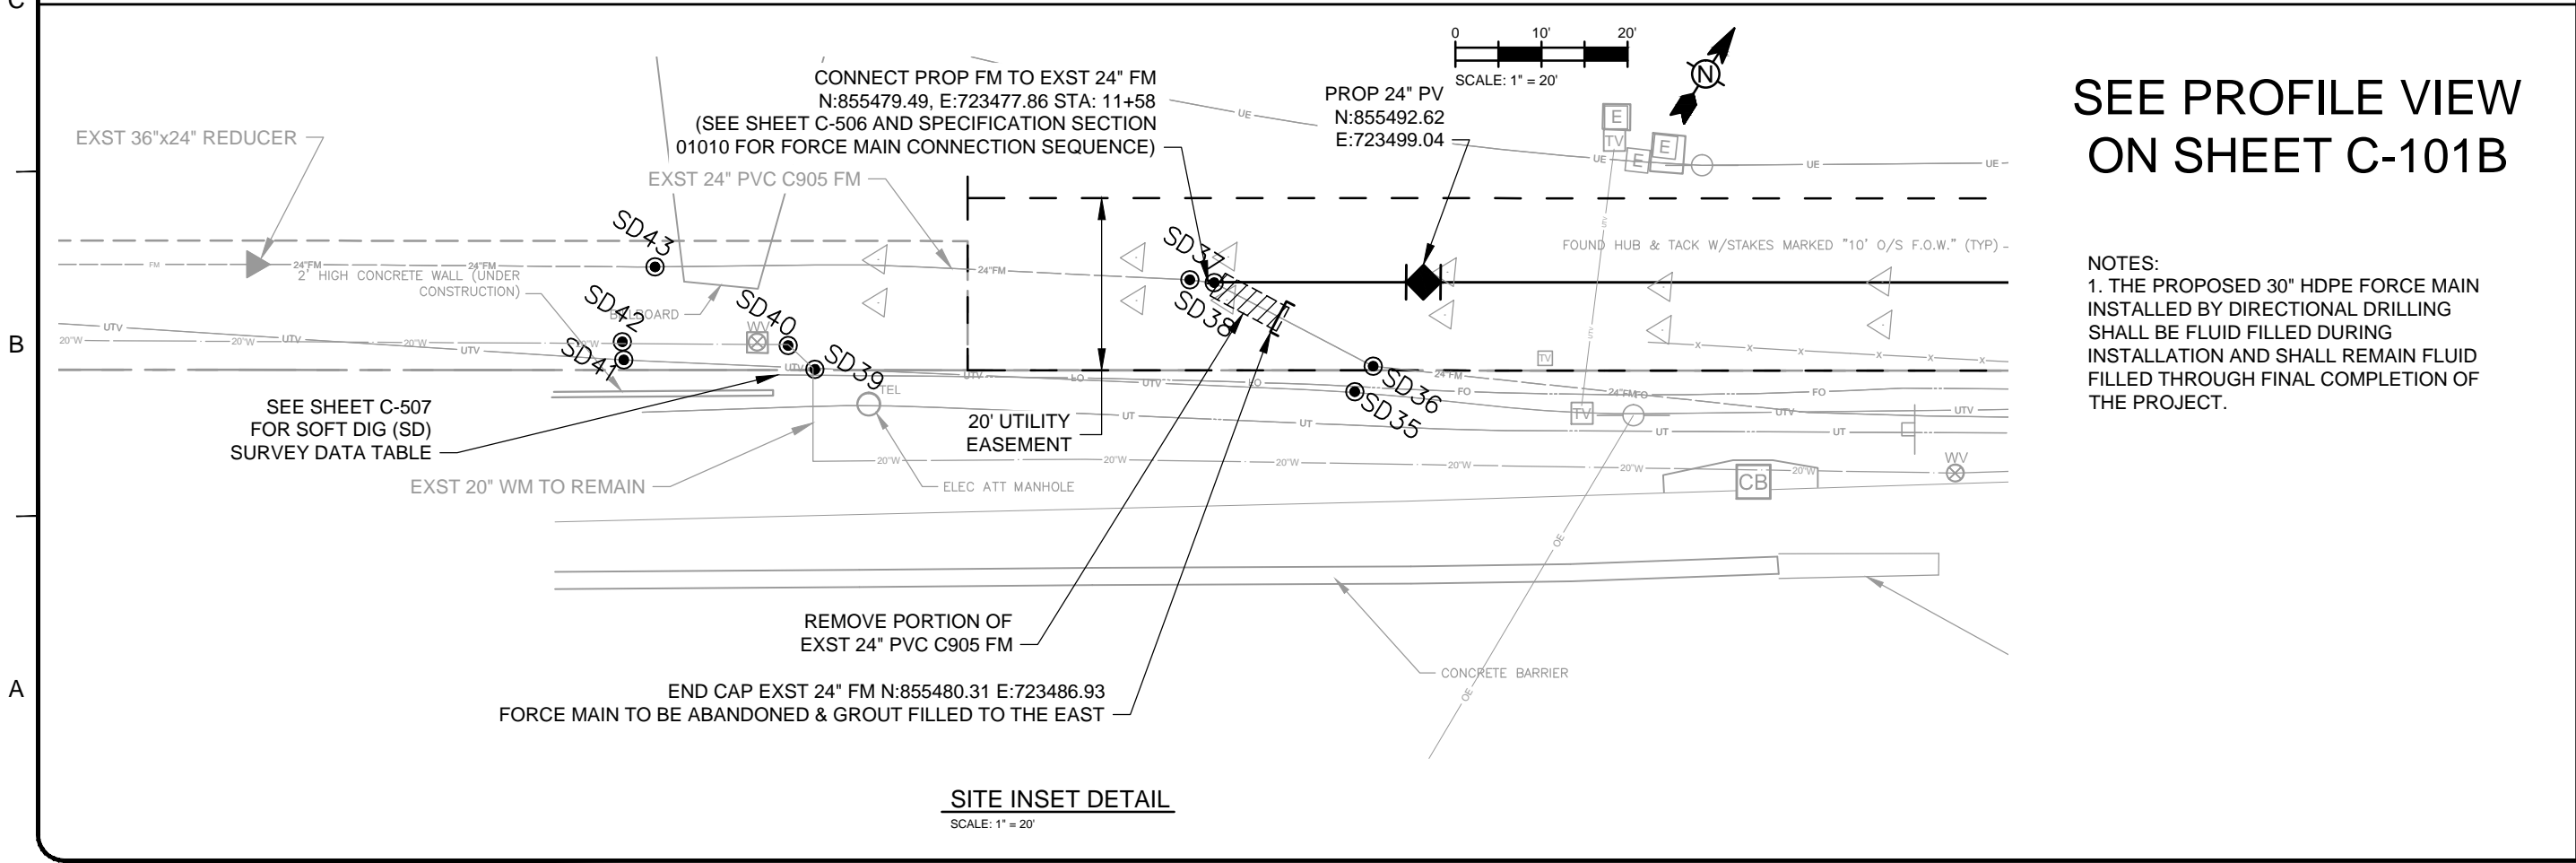 C
B
A
0 10' 20'
SCALE: 1" = 20'
N
CONNECT PROP FM TO EXST 24" FM
N:855479.49, E:723477.86 STA: 11+58
(SEE SHEET C-506 AND SPECIFICATION SECTION
01010 FOR FORCE MAIN CONNECTION SEQUENCE)
PROP 24" PV
N:855492.62
E:723499.04
EXST 36"x24" REDUCER
EXST 24" PVC C905 FM
UE
UE
UE
UE
E
TV
E
E
UTV
SD43
SD37
SD38
SD42
SD41
SD40
SD39
SD36
SD35
FM
24"FM
24"FM
24"FM
2' HIGH CONCRETE WALL (UNDER
CONSTRUCTION)
BILLBOARD
WV
FOUND HUB & TACK W/STAKES MARKED "10' O/S F.O.W." (TYP)
UTV
UTV
UTV
UTV
UTV
UTV
UTV
UTV
20"W
20"W
20"W
20"W
X
X
X
X
X
TV
TV
FO
FO
24"FM
24"FM
FO
FO
TEL
UT
UT
UT
UT
20' UTILITY
EASEMENT
SEE SHEET C-507
FOR SOFT DIG (SD)
SURVEY DATA TABLE
EXST 20" WM TO REMAIN
ELEC ATT MANHOLE
20"W
20"W
20"W
20"W
20"W
20"W
CB
WV
OE
OE
REMOVE PORTION OF
EXST 24" PVC C905 FM
CONCRETE BARRIER
END CAP EXST 24" FM N:855480.31 E:723486.93
FORCE MAIN TO BE ABANDONED & GROUT FILLED TO THE EAST
SITE INSET DETAIL
SCALE: 1" = 20'
SEE PROFILE VIEW
ON SHEET C-101B
NOTES:
1. THE PROPOSED 30" HDPE FORCE MAIN
INSTALLED BY DIRECTIONAL DRILLING
SHALL BE FLUID FILLED DURING
INSTALLATION AND SHALL REMAIN FLUID
FILLED THROUGH FINAL COMPLETION OF
THE PROJECT.